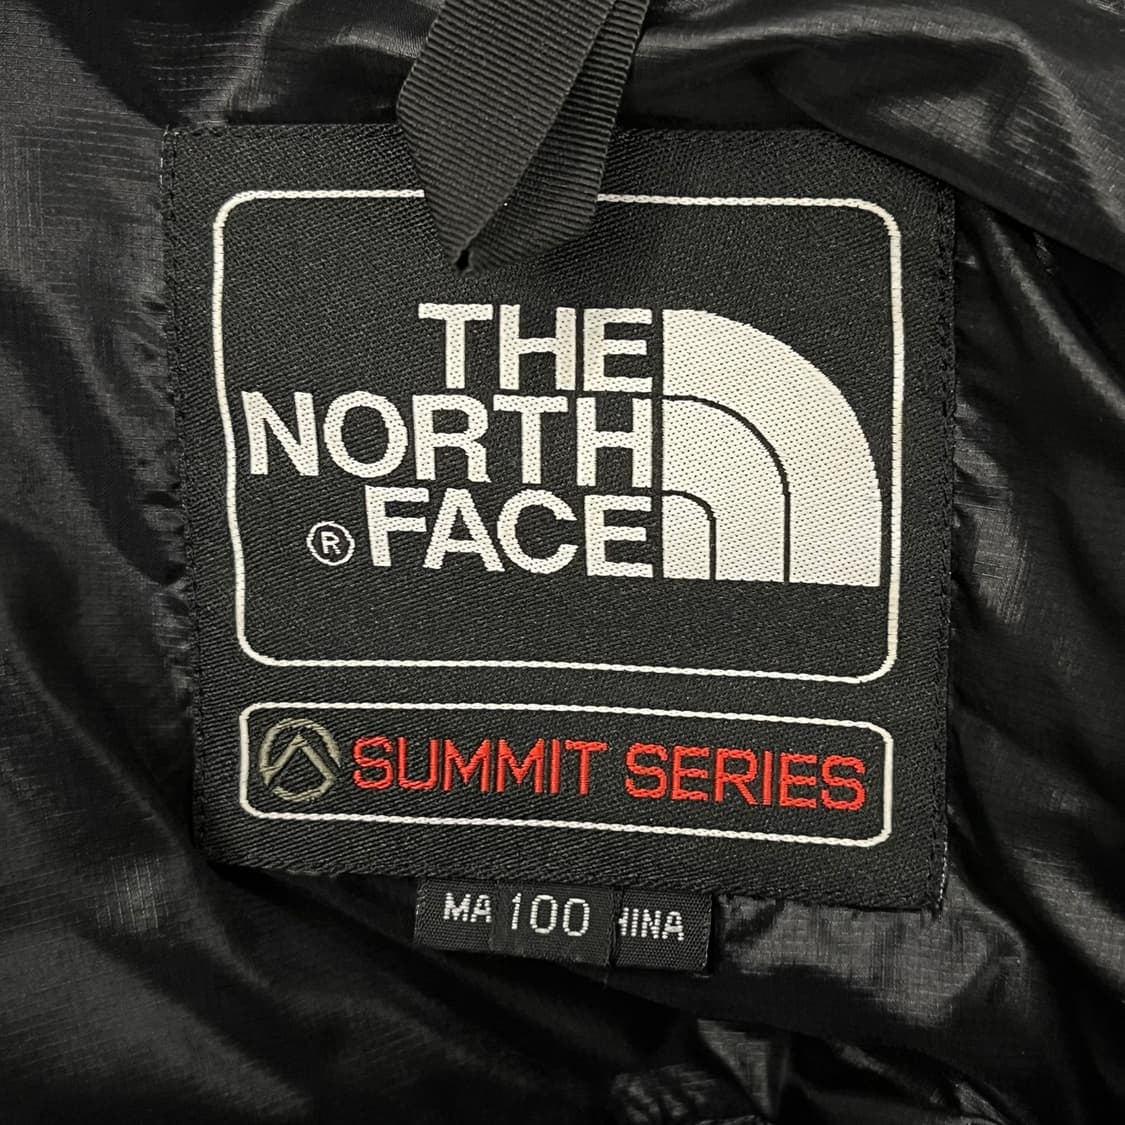 THE
NORTH
FACE
®
SUMMIT SERIES
MA 100 HINA